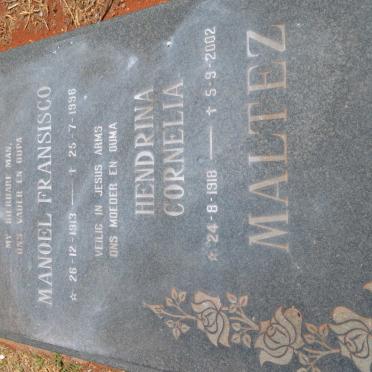 MY DIERBARE MAN,
ONS VADER EN OUPA
MANOEL FRANSISCO
☆ 26-12-1913 — † 25-7-1996
VEILIG IN JESUS ARMS
ONS MOEDER EN OUMA
HENDRINA
CORNELIA
☆ 24-8-1918 — † 5-9-2002
MALTEZ